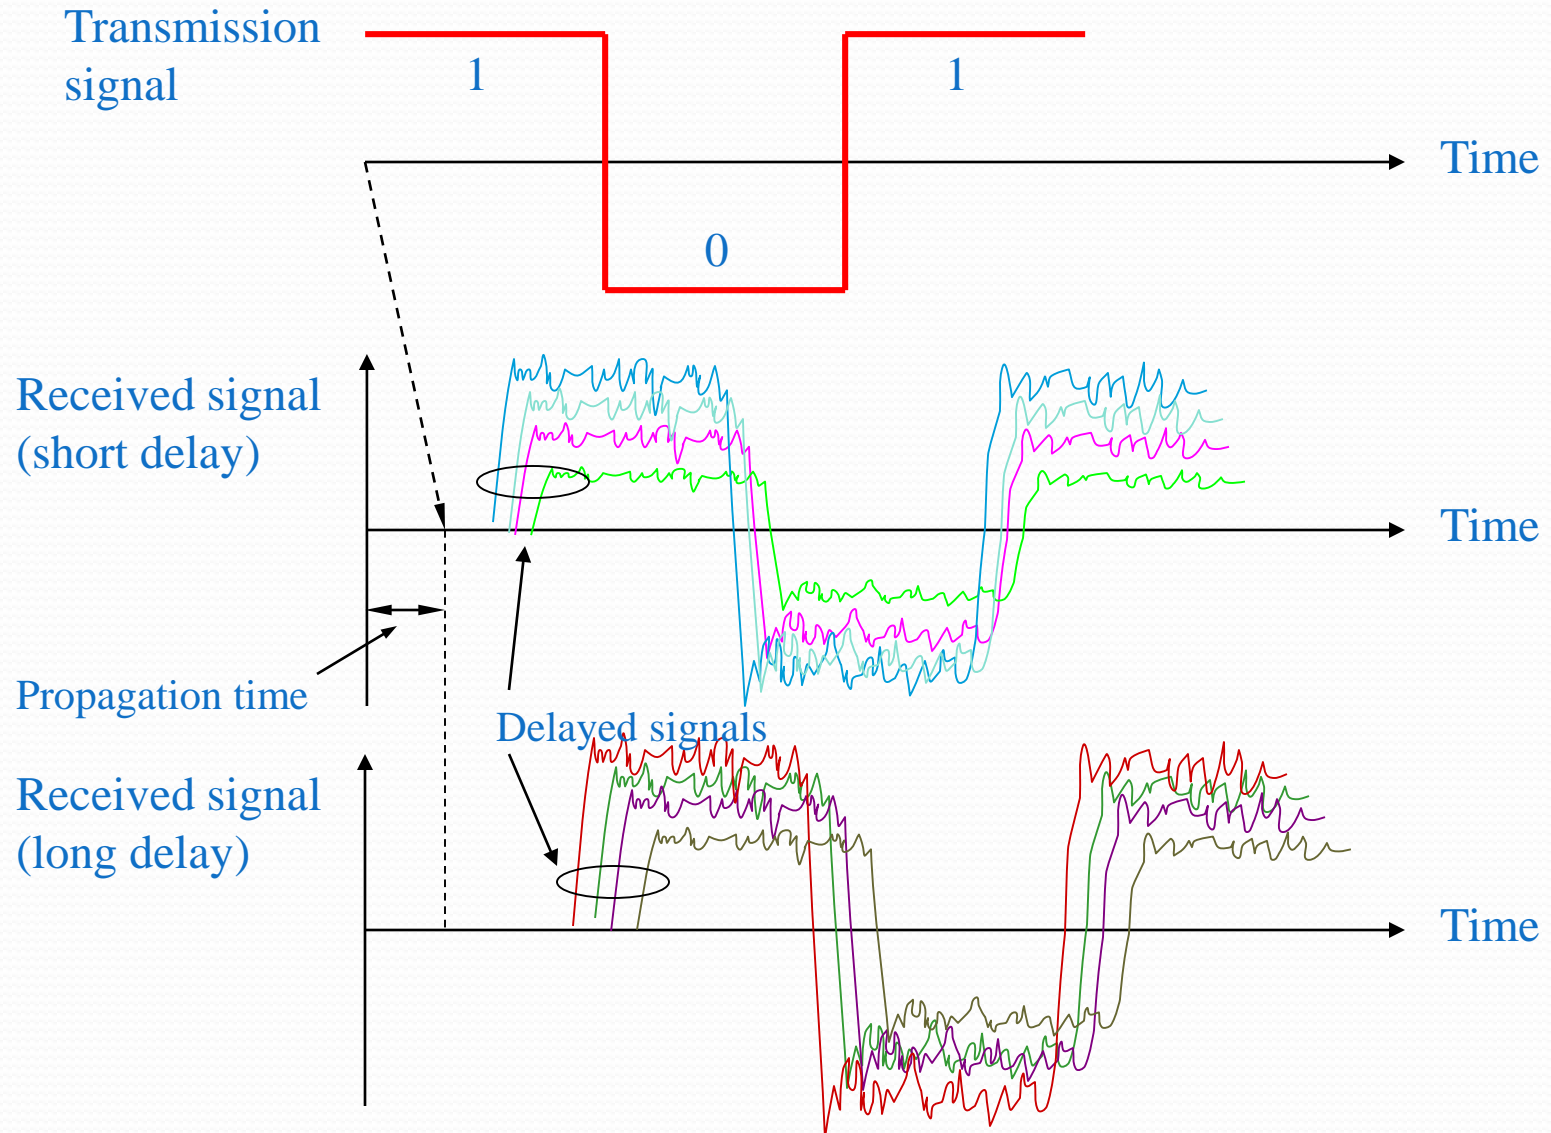 Transmission
signal
1
1
Time
0
Received signal
(short delay)
Time
Propagation time
Delayed signals
Received signal
(long delay)
Time